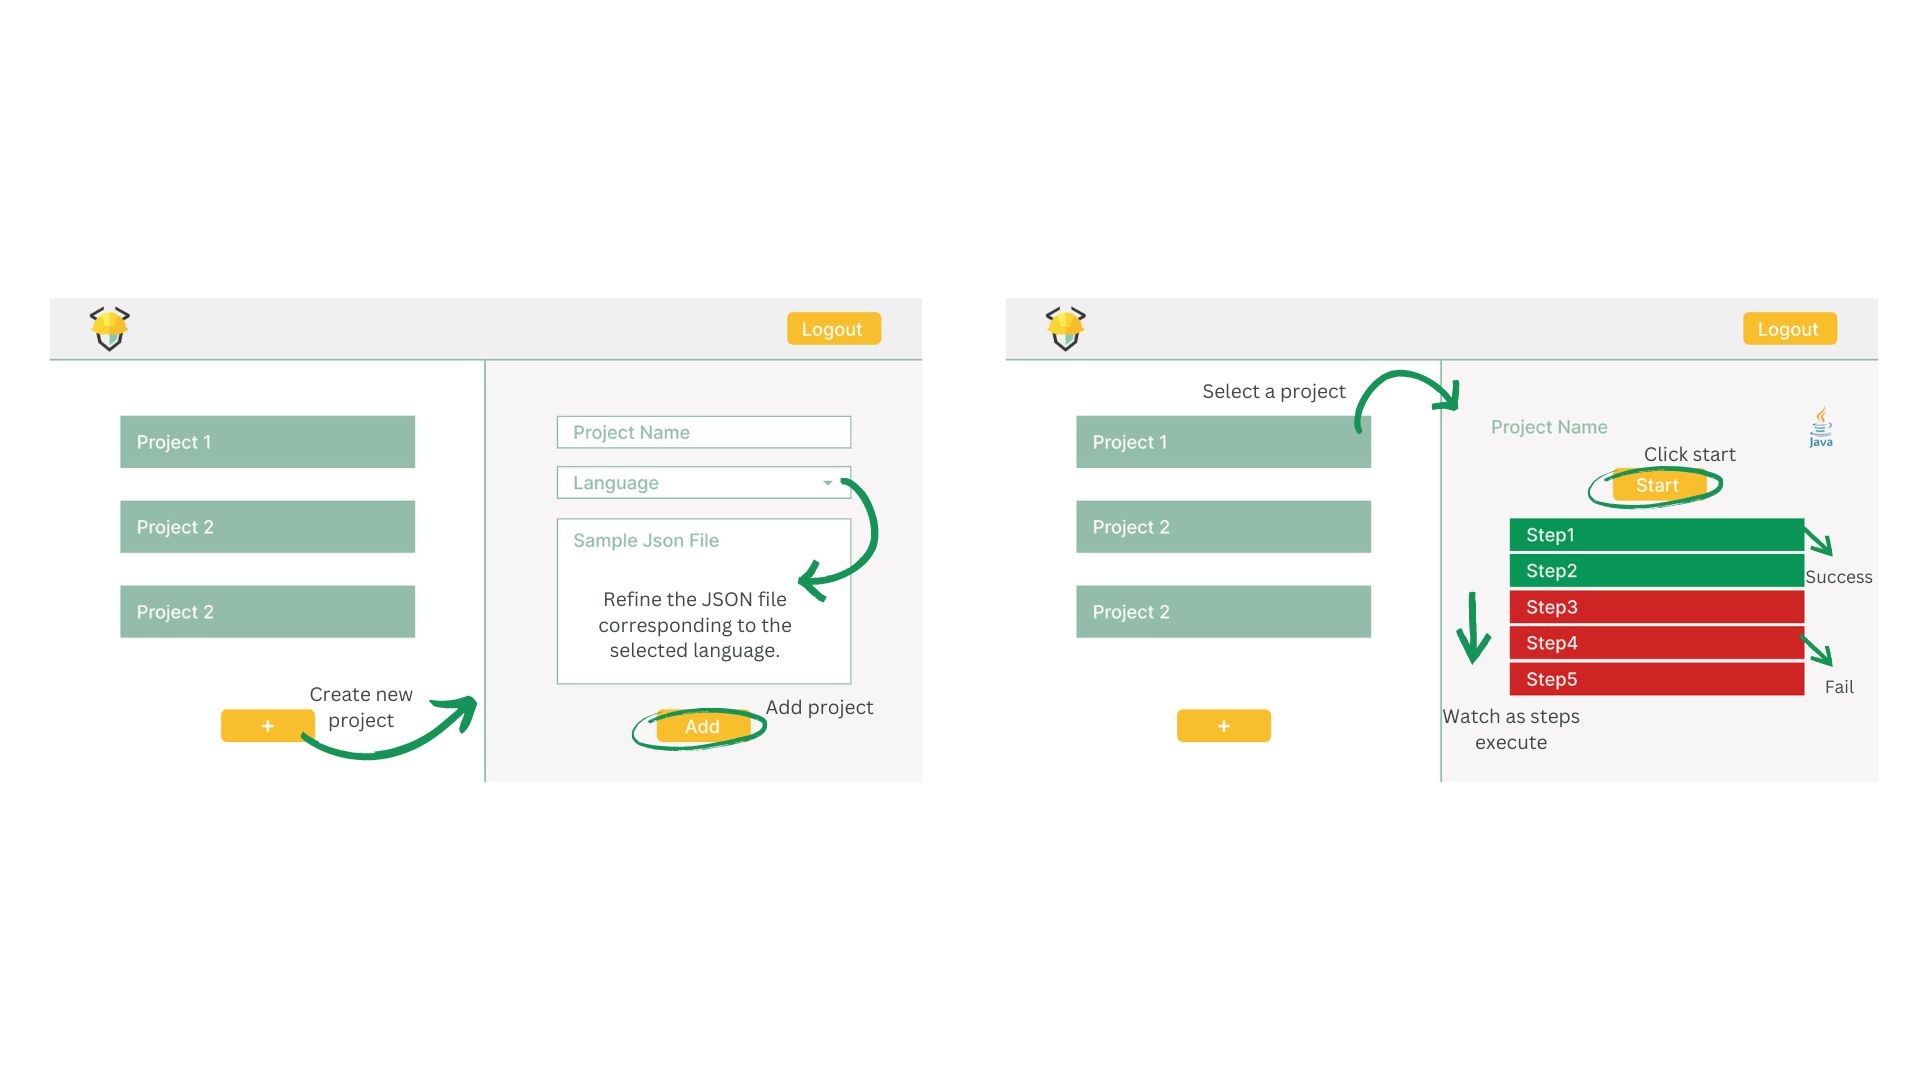 Logout
Project 1
Project 2
Project 2
Create new
project
+
Project Name
Language
Sample Json File
Refine the JSON file
corresponding to the
selected language.
Add project
Add
Logout
Select a project
Project 1
Project 2
Project 2
+
Project Name
Java
Click start
Start
Step1
Step2
Success
Step3
Step4
Step5
Fail
Watch as steps
execute